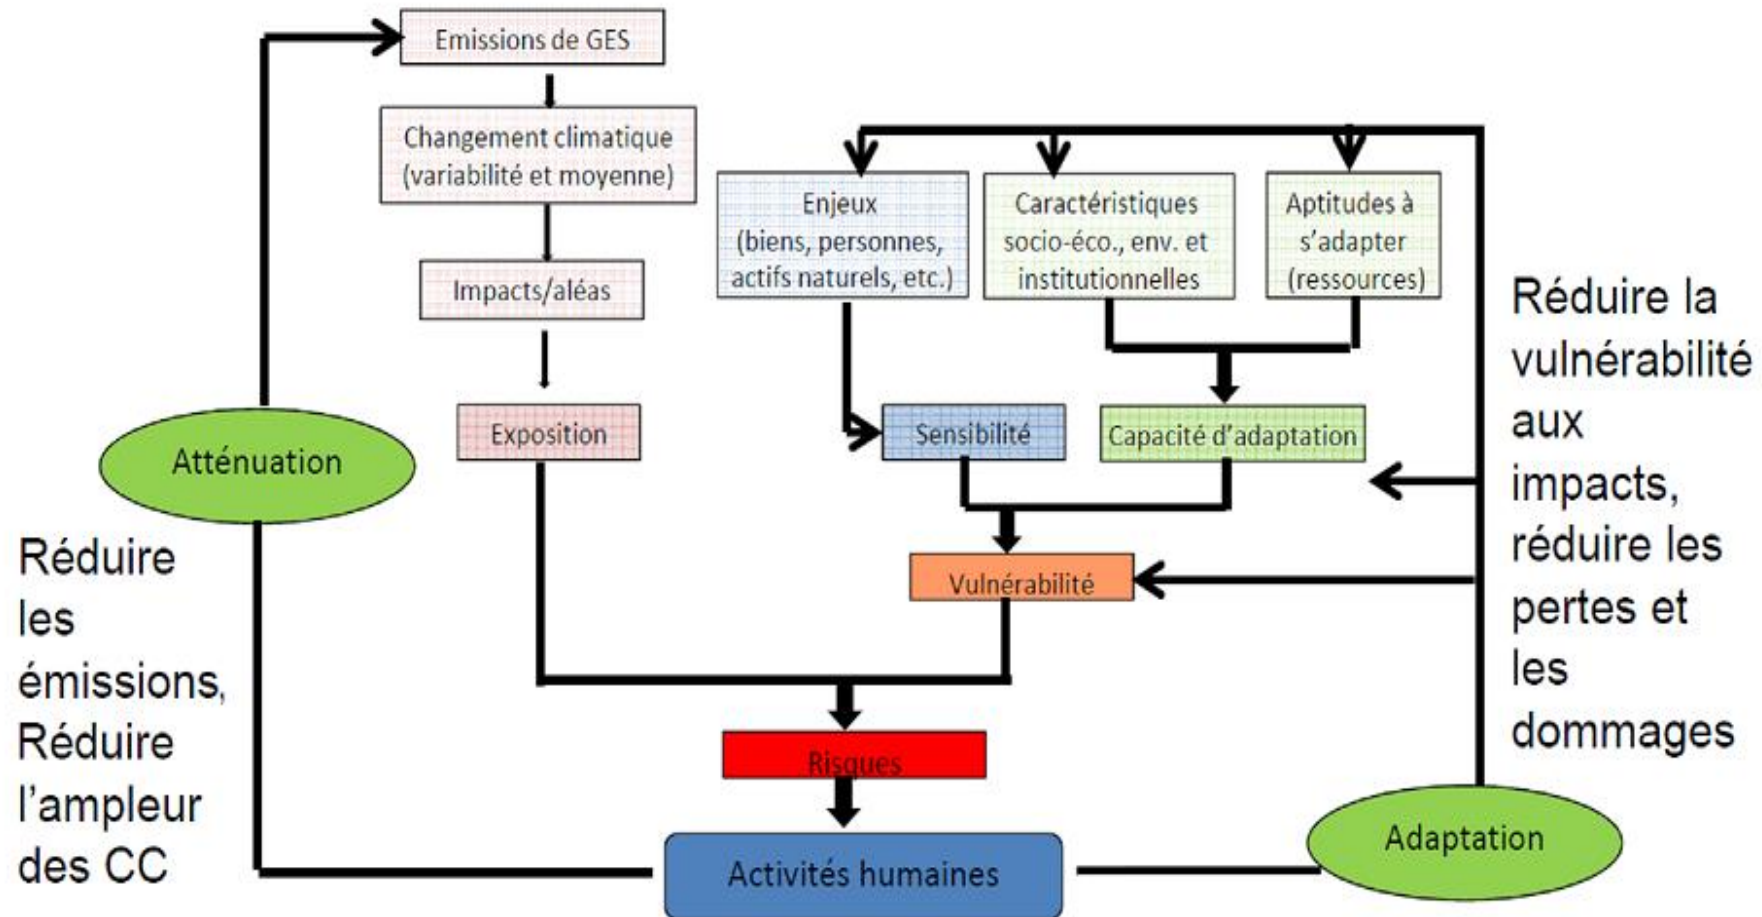 Emissions de GES
Changement climatique
(variabilité et moyenne)
Impacts/aléas
Exposition
Enjeux
(biens, personnes,
actifs naturels, etc.)
Caractéristiques
socio-éco., env. et
institutionnelles
Aptitudes à
s'adapter
(ressources)
Sensibilité
Capacité d'adaptation
Vulnérabilité
Risques
Activités humaines
Atténuation
Réduire
les
émissions,
Réduire
l'ampleur
des CC
Réduire la
vulnérabilité
aux
impacts,
réduire les
pertes et
les
dommages
Adaptation